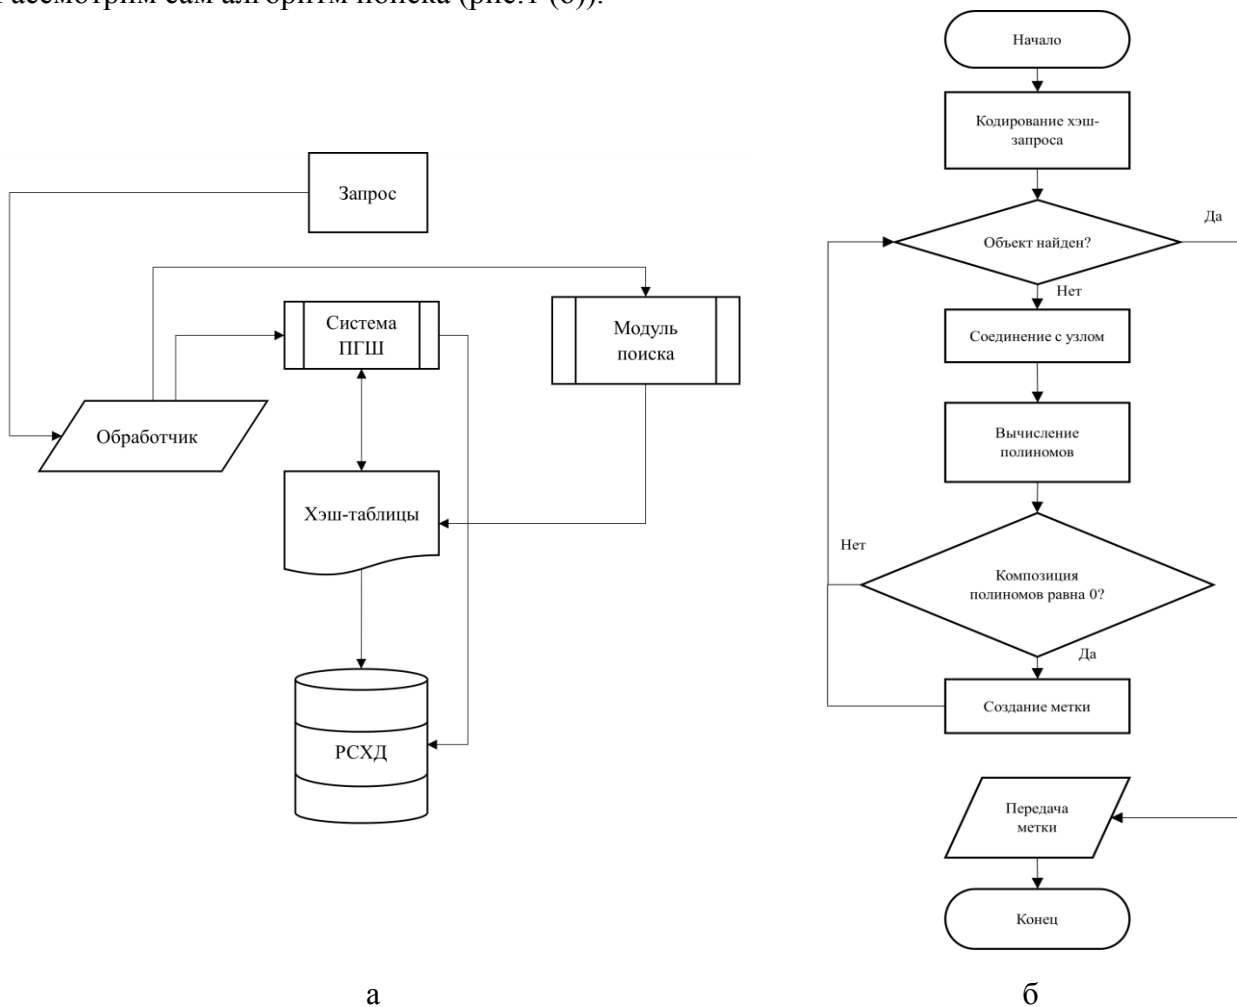 Рассмотрим сам алгоритм поиска (рис.1 (б)).
Запрос
Система
ПГШ
Модуль
поиска
Обработчик
Хэш-таблицы
РСХД
а
Начало
Кодирование хэш-
запроса
Объект найден?
Да
Нет
Соединение с узлом
Вычисление
полиномов
Нет
Композиция
полиномов равна 0?
Да
Создание метки
Передача
метки
Конец
б